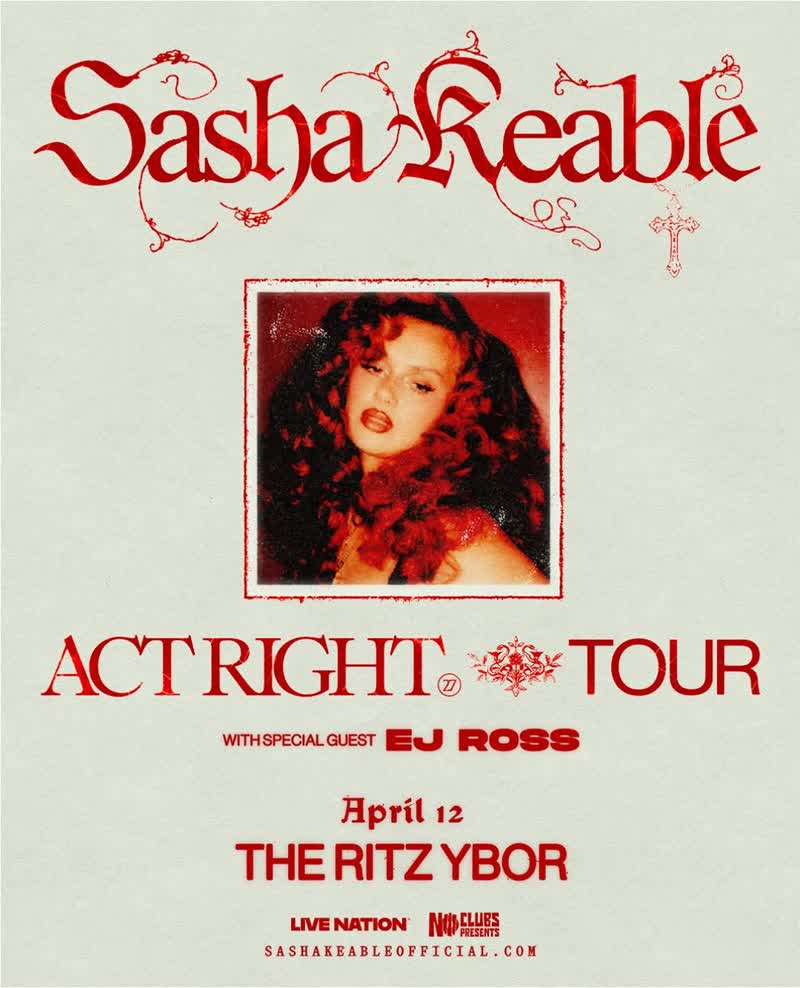 Sasha Keable
ACT RIGHT TOUR
WITH SPECIAL GUEST EJ ROSS
April 12
THE RITZ YBOR
LIVE NATION NO CLUBS PRESENTS
SASHAKEABLEOFFICIAL.COM